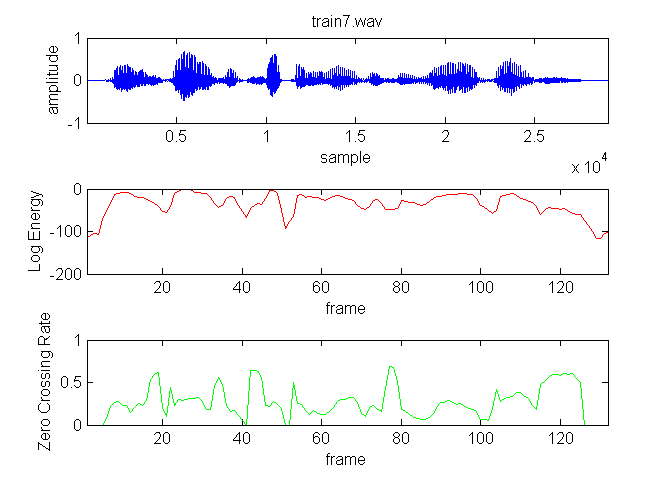 train7.wav
amplitude
1
0
-1
0.5 1 1.5 2 2.5
sample
x 10^4
Log Energy
0
-100
-200
20 40 60 80 100 120
frame
Zero Crossing Rate
1
0.5
0
20 40 60 80 100 120
frame